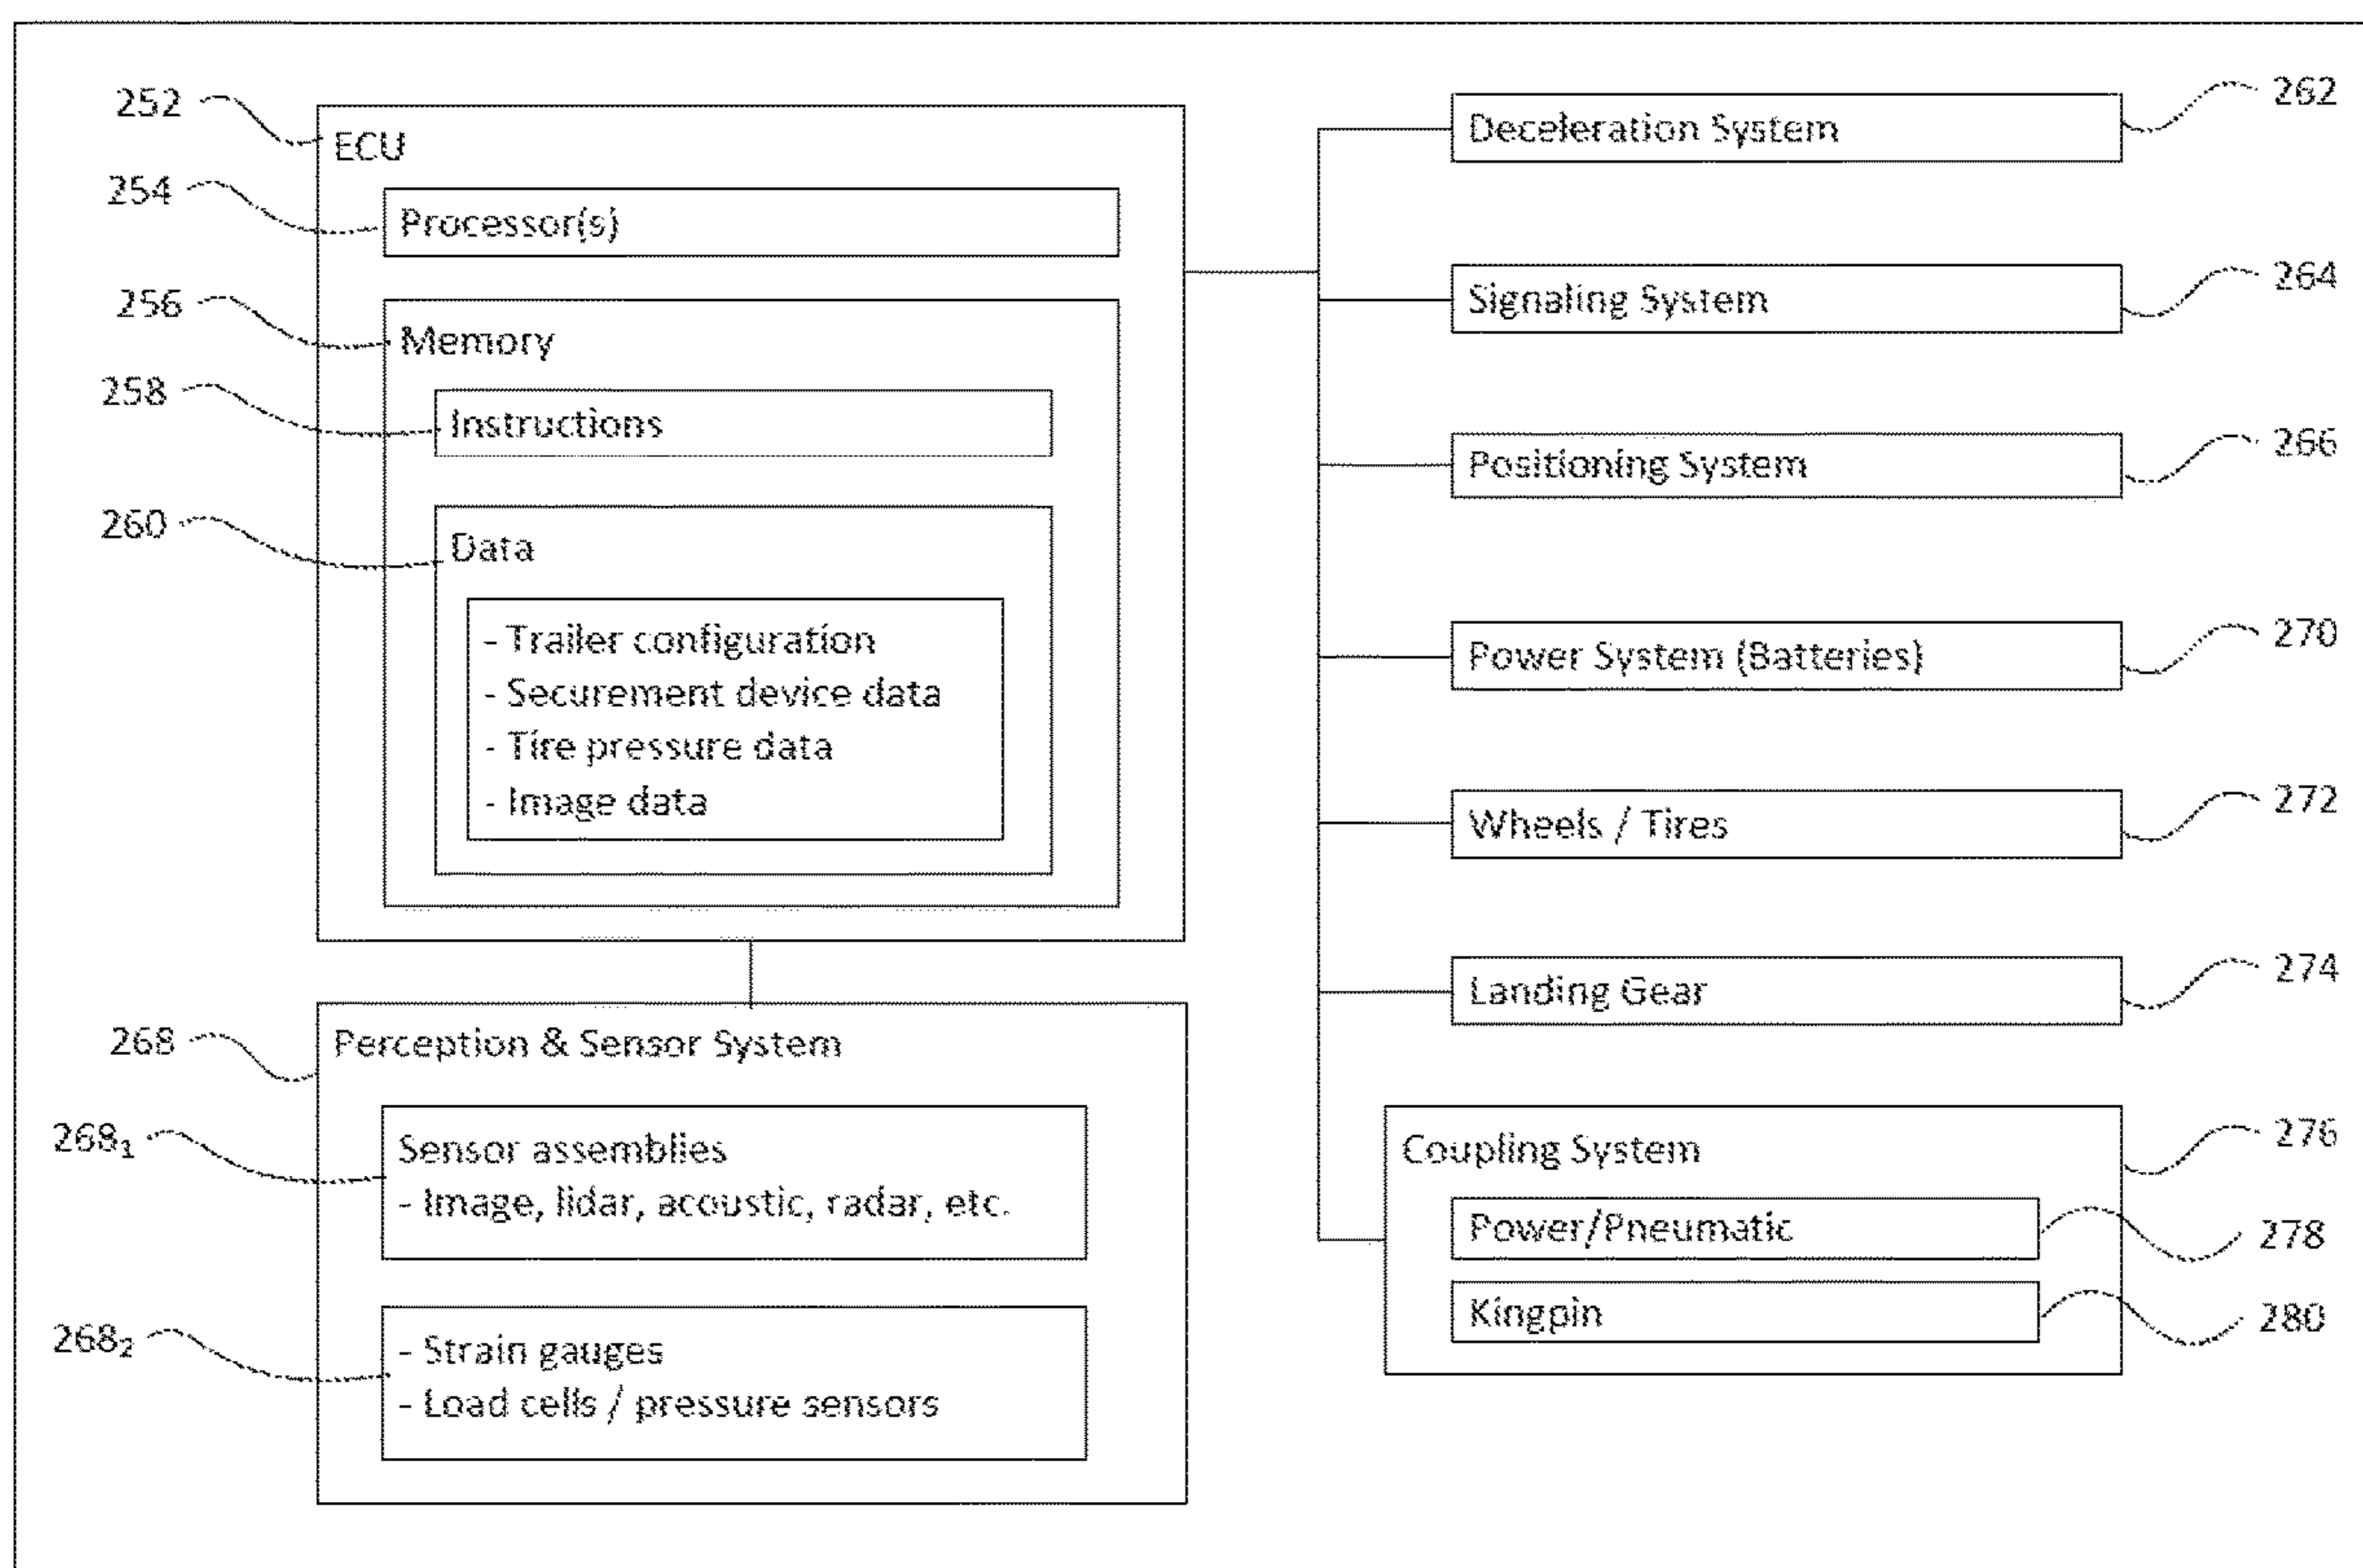 252
ECU
254
Processor(s)
256
Memory
258
Instructions
260
Data
- Trailer configuration
- Securement device data
- Tire pressure data
- Image data
268
Perception & Sensor System
268₁
Sensor assemblies
- Image, lidar, acoustic, radar, etc.
268₂
- Strain gauges
- Load cells / pressure sensors
Deceleration System
262
Signaling System
264
Positioning System
266
Power System (Batteries)
270
Wheels / Tires
272
Landing Gear
274
Coupling System
276
Power/Pneumatic
278
Kingpin
280